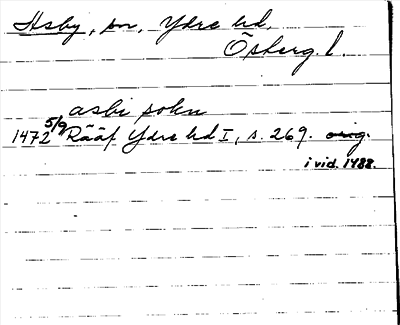 Asby, sn, Ydre hd,
Östergl.
asbi sokn
1472 5/9 Rääf Ydre hd I, s. 269. orig.
i vid. 1488.